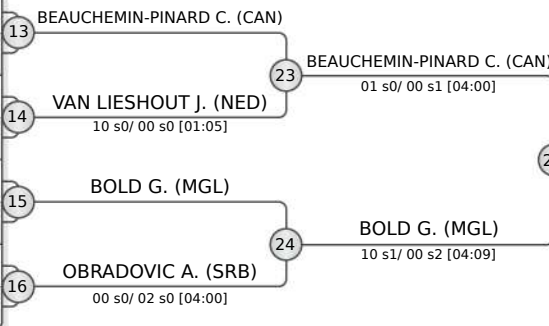 13
BEAUCHEMIN-PINARD C. (CAN)
23
BEAUCHEMIN-PINARD C. (CAN)
01 s0/ 00 s1 [04:00]
14
VAN LIESHOUT J. (NED)
10 s0/ 00 s0 [01:05]
15
BOLD G. (MGL)
24
BOLD G. (MGL)
10 s1/ 00 s2 [04:09]
16
OBRADOVIC A. (SRB)
00 s0/ 02 s0 [04:00]